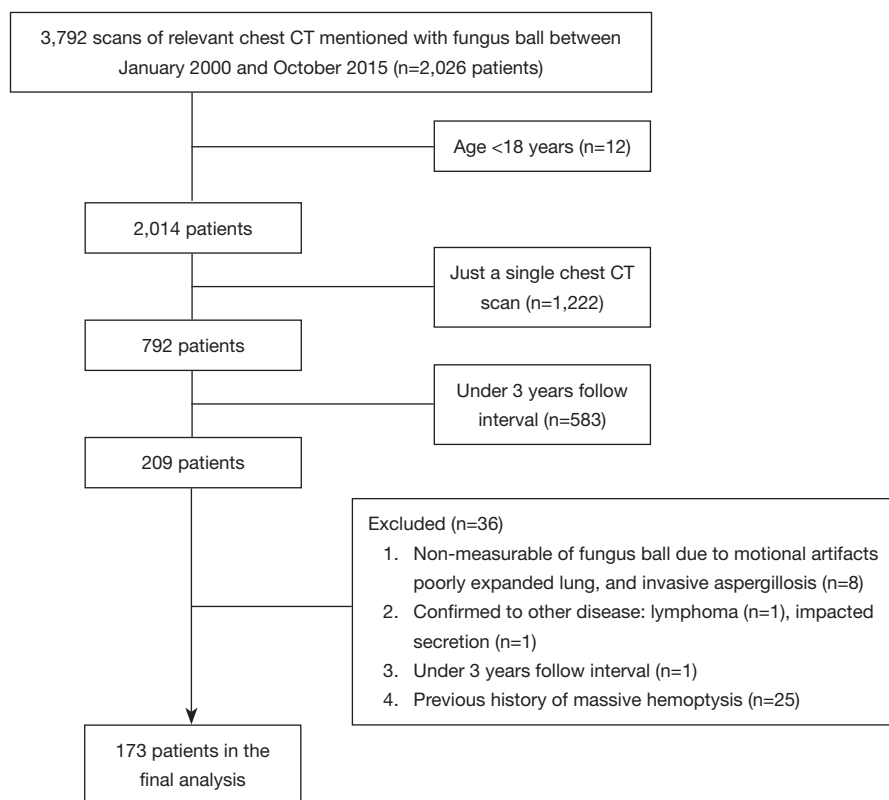 3,792 scans of relevant chest CT mentioned with fungus ball between
January 2000 and October 2015 (n=2,026 patients)
Age <18 years (n=12)
2,014 patients
Just a single chest CT
scan (n=1,222)
792 patients
Under 3 years follow
interval (n=583)
209 patients
Excluded (n=36)
1. Non-measurable of fungus ball due to motional artifacts
poorly expanded lung, and invasive aspergillosis (n=8)
2. Confirmed to other disease: lymphoma (n=1), impacted
secretion (n=1)
3. Under 3 years follow interval (n=1)
4. Previous history of massive hemoptysis (n=25)
173 patients in the
final analysis